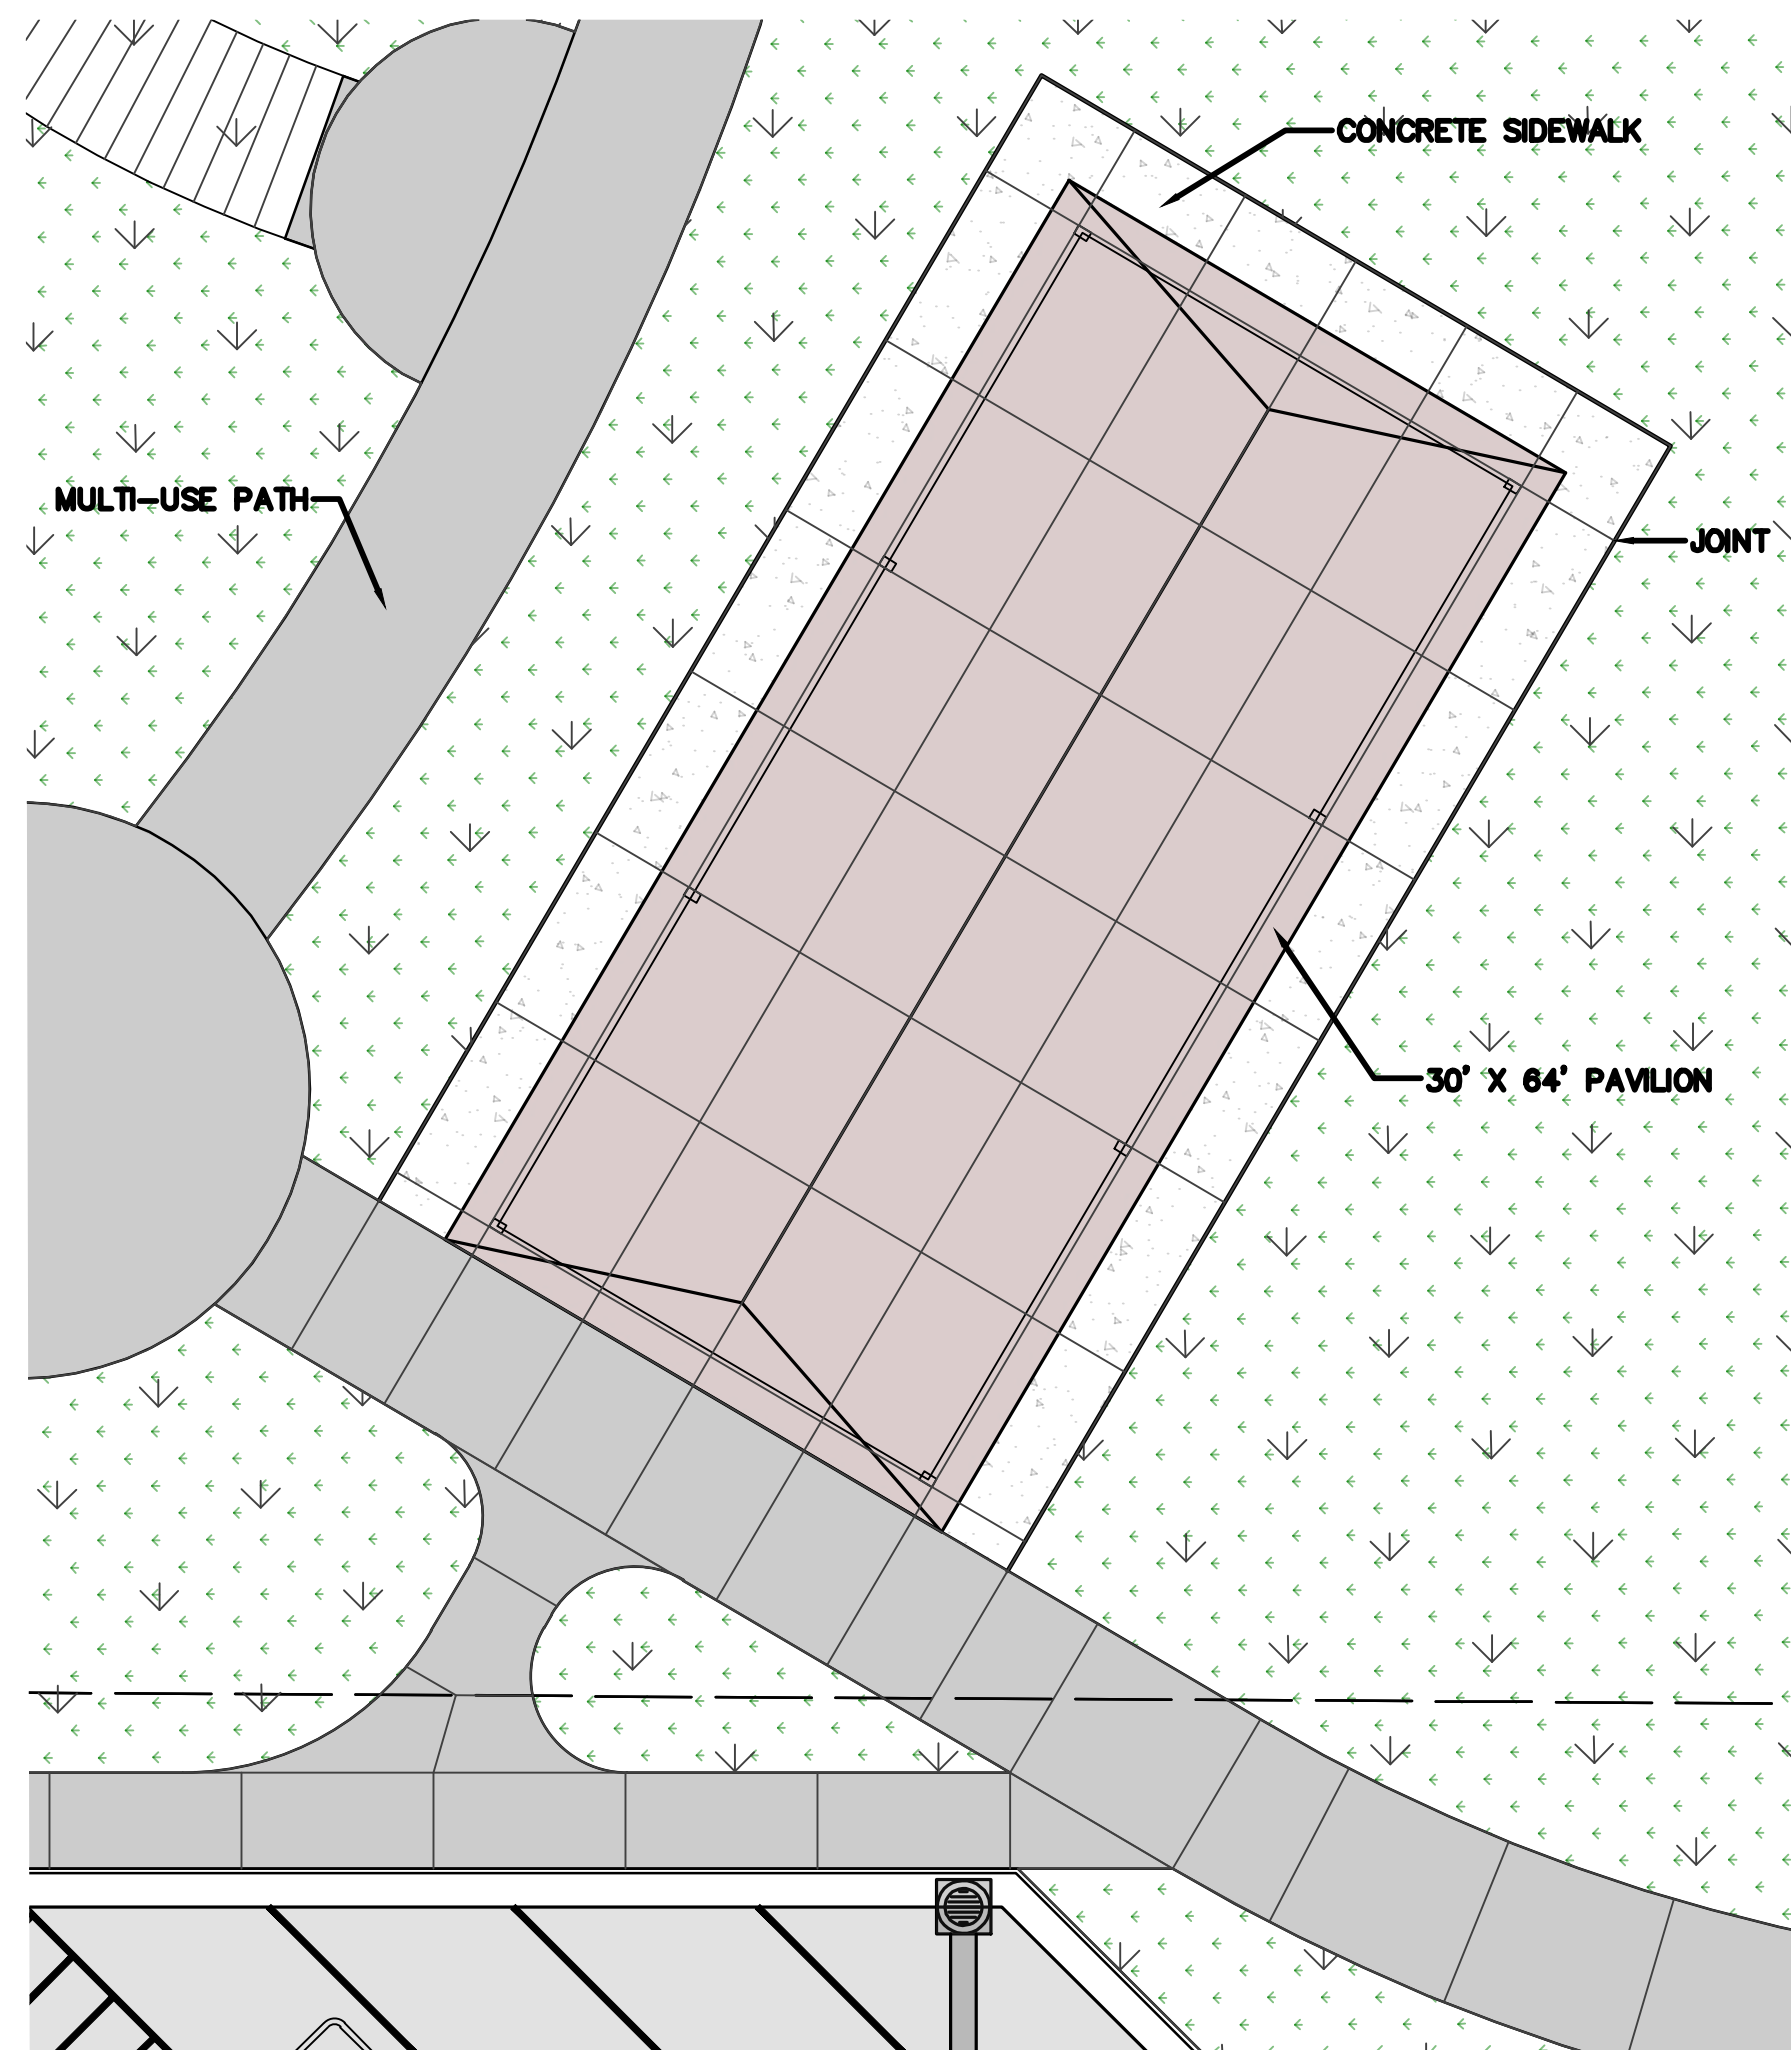 CONCRETE SIDEWALK
MULTI-USE PATH
JOINT
30' X 64' PAVILION